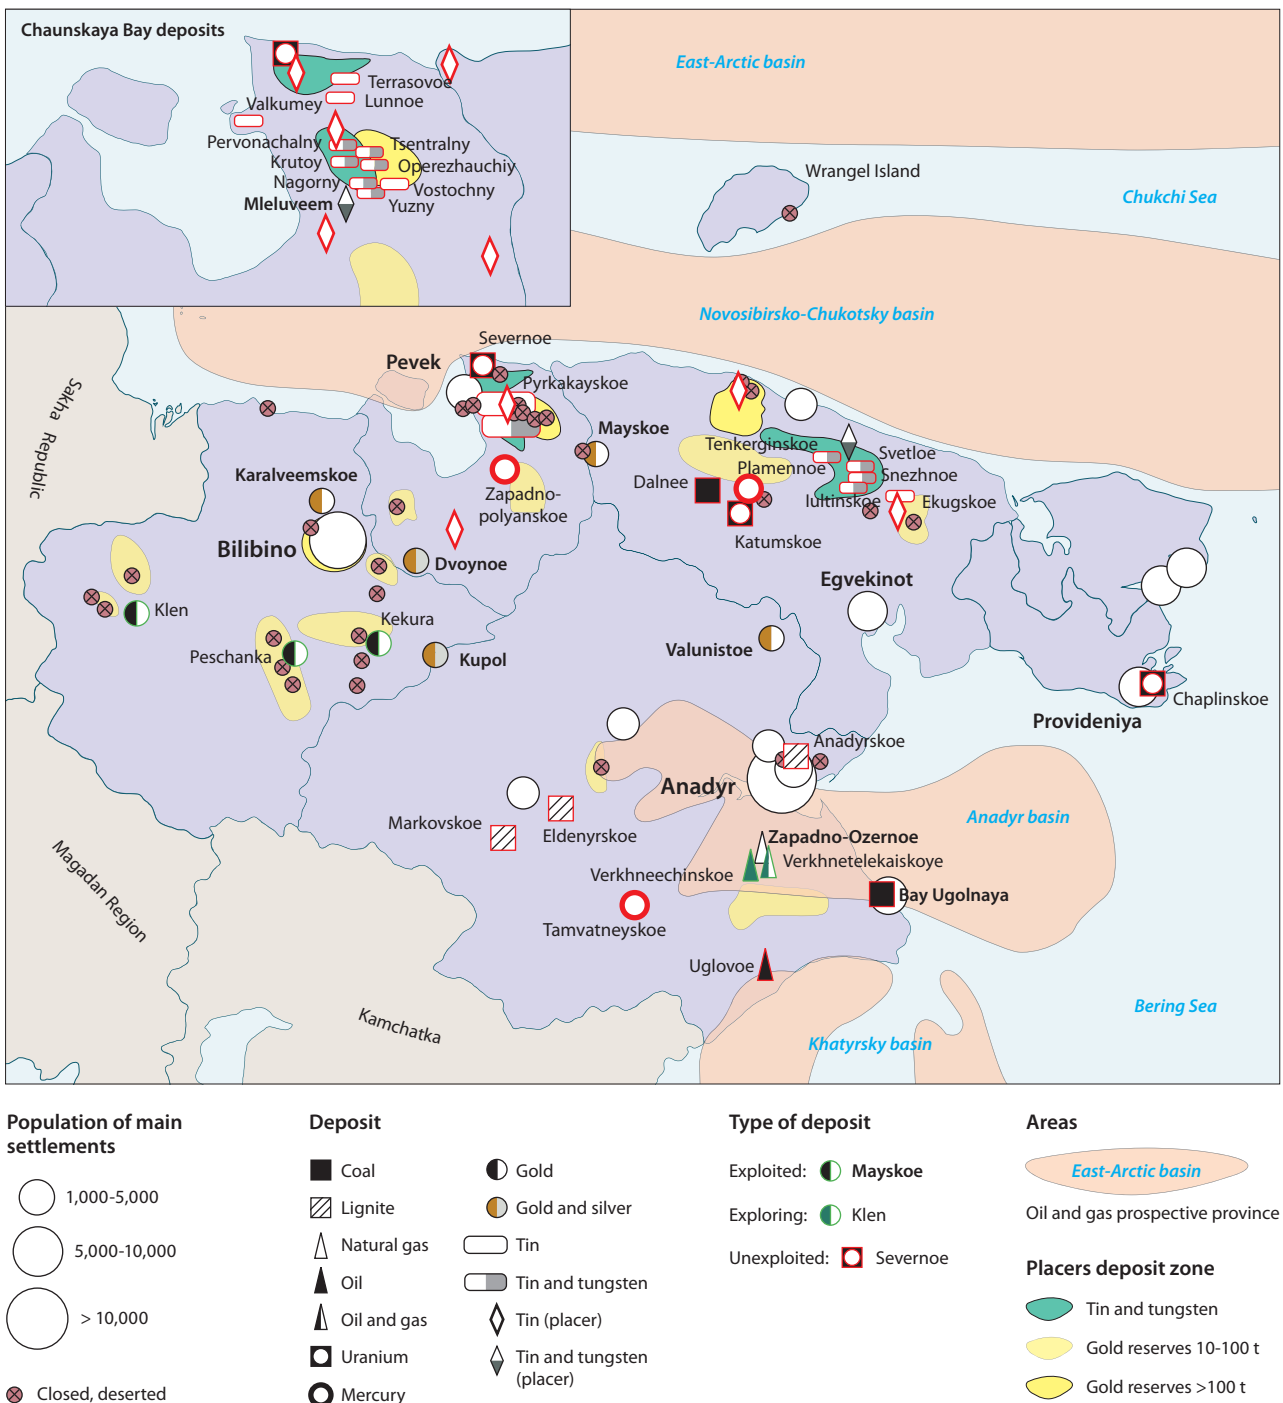 Chaunskaya Bay deposits
Terrasovoe
Valkumey
Lunnoe
Pervonachalny
Tsentralny
Krutoy
Operezhauchiy
Nagorny
Vostochny
Mleluveem
Yuzny
East-Arctic basin
Wrangel Island
Chukchi Sea
Novosibirsko-Chukotsky basin
Severnoe
Pevek
Pyrkakayskoe
Mayskoe
Sakha Republic
Tenkerginskoe
Svetloe
Plamennoe
Snezhnoe
Karalveemskoe
Dalnee
Zapadno-
polyanskoe
Iultinskoe
Ekugskoe
Katumskoe
Bilibino
Dvoynoe
Egvekinot
Klen
Kekura
Peschanka
Kupol
Valunistoe
Chaplinskoe
Provideniya
Anadyrskoe
Anadyr
Anadyr basin
Markovskoe
Eldenyrskoe
Zapadno-Ozernoe
Verkhnetelekaiskoye
Verkhneechinskoe
Bay Ugolnaya
Magadan Region
Tamvatneyskoe
Uglovoe
Bering Sea
Kamchatka
Khatyrsky basin
Population of main
settlements
1,000-5,000
5,000-10,000
> 10,000
Closed, deserted
Deposit
Coal
Lignite
Natural gas
Oil
Oil and gas
Uranium
Mercury
Gold
Gold and silver
Tin
Tin and tungsten
Tin (placer)
Tin and tungsten
(placer)
Type of deposit
Exploited: Mayskoe
Exploring: Klen
Unexploited: Severnoe
Areas
East-Arctic basin
Oil and gas prospective province
Placers deposit zone
Tin and tungsten
Gold reserves 10-100 t
Gold reserves >100 t